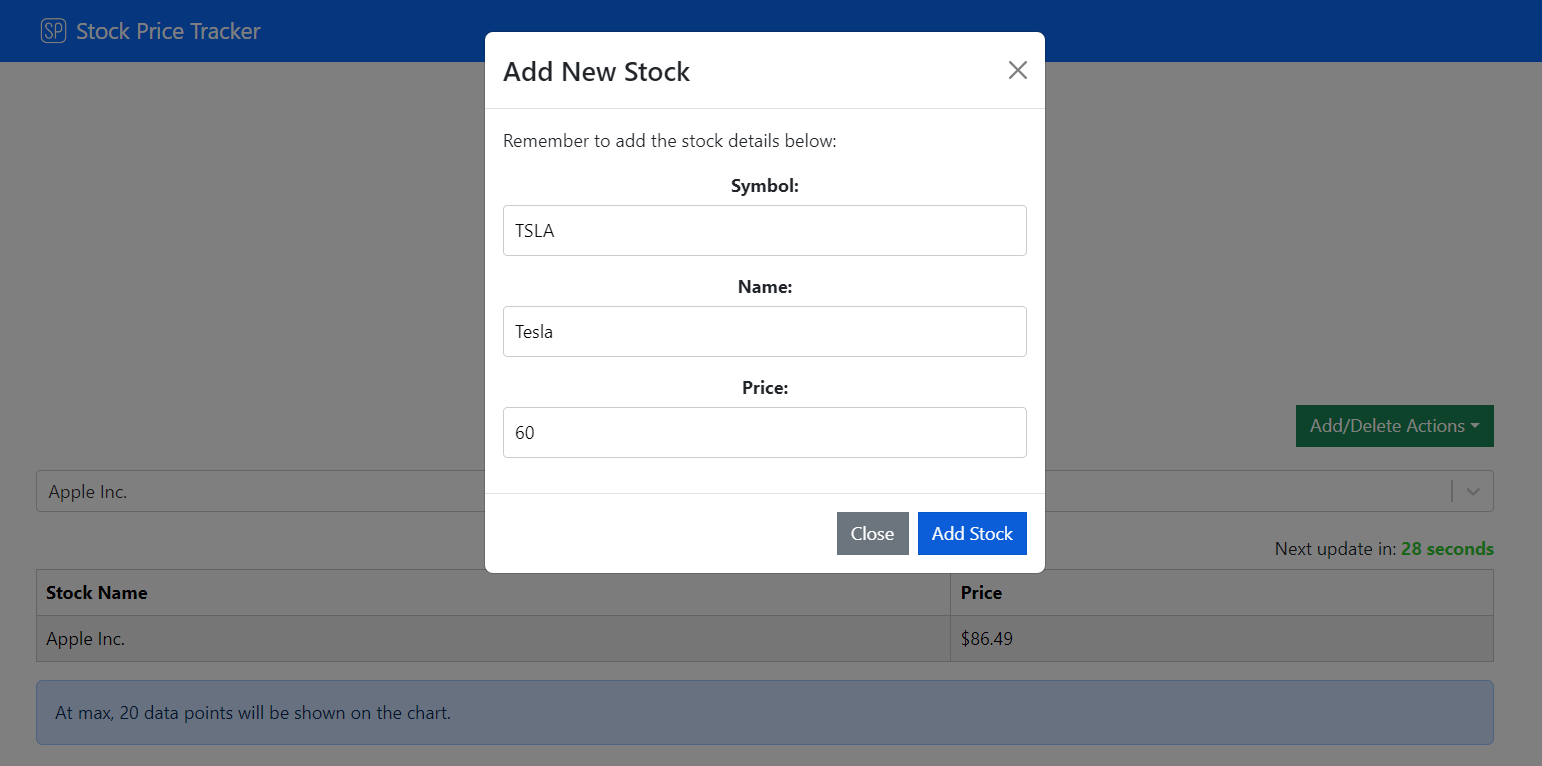 SP Stock Price Tracker
Add New Stock
Remember to add the stock details below:
Symbol:
TSLA
Name:
Tesla
Price:
60
Add/Delete Actions
Apple Inc.
Close Add Stock
Next update in: 28 seconds
Stock Name Price
Apple Inc. $86.49
At max, 20 data points will be shown on the chart.